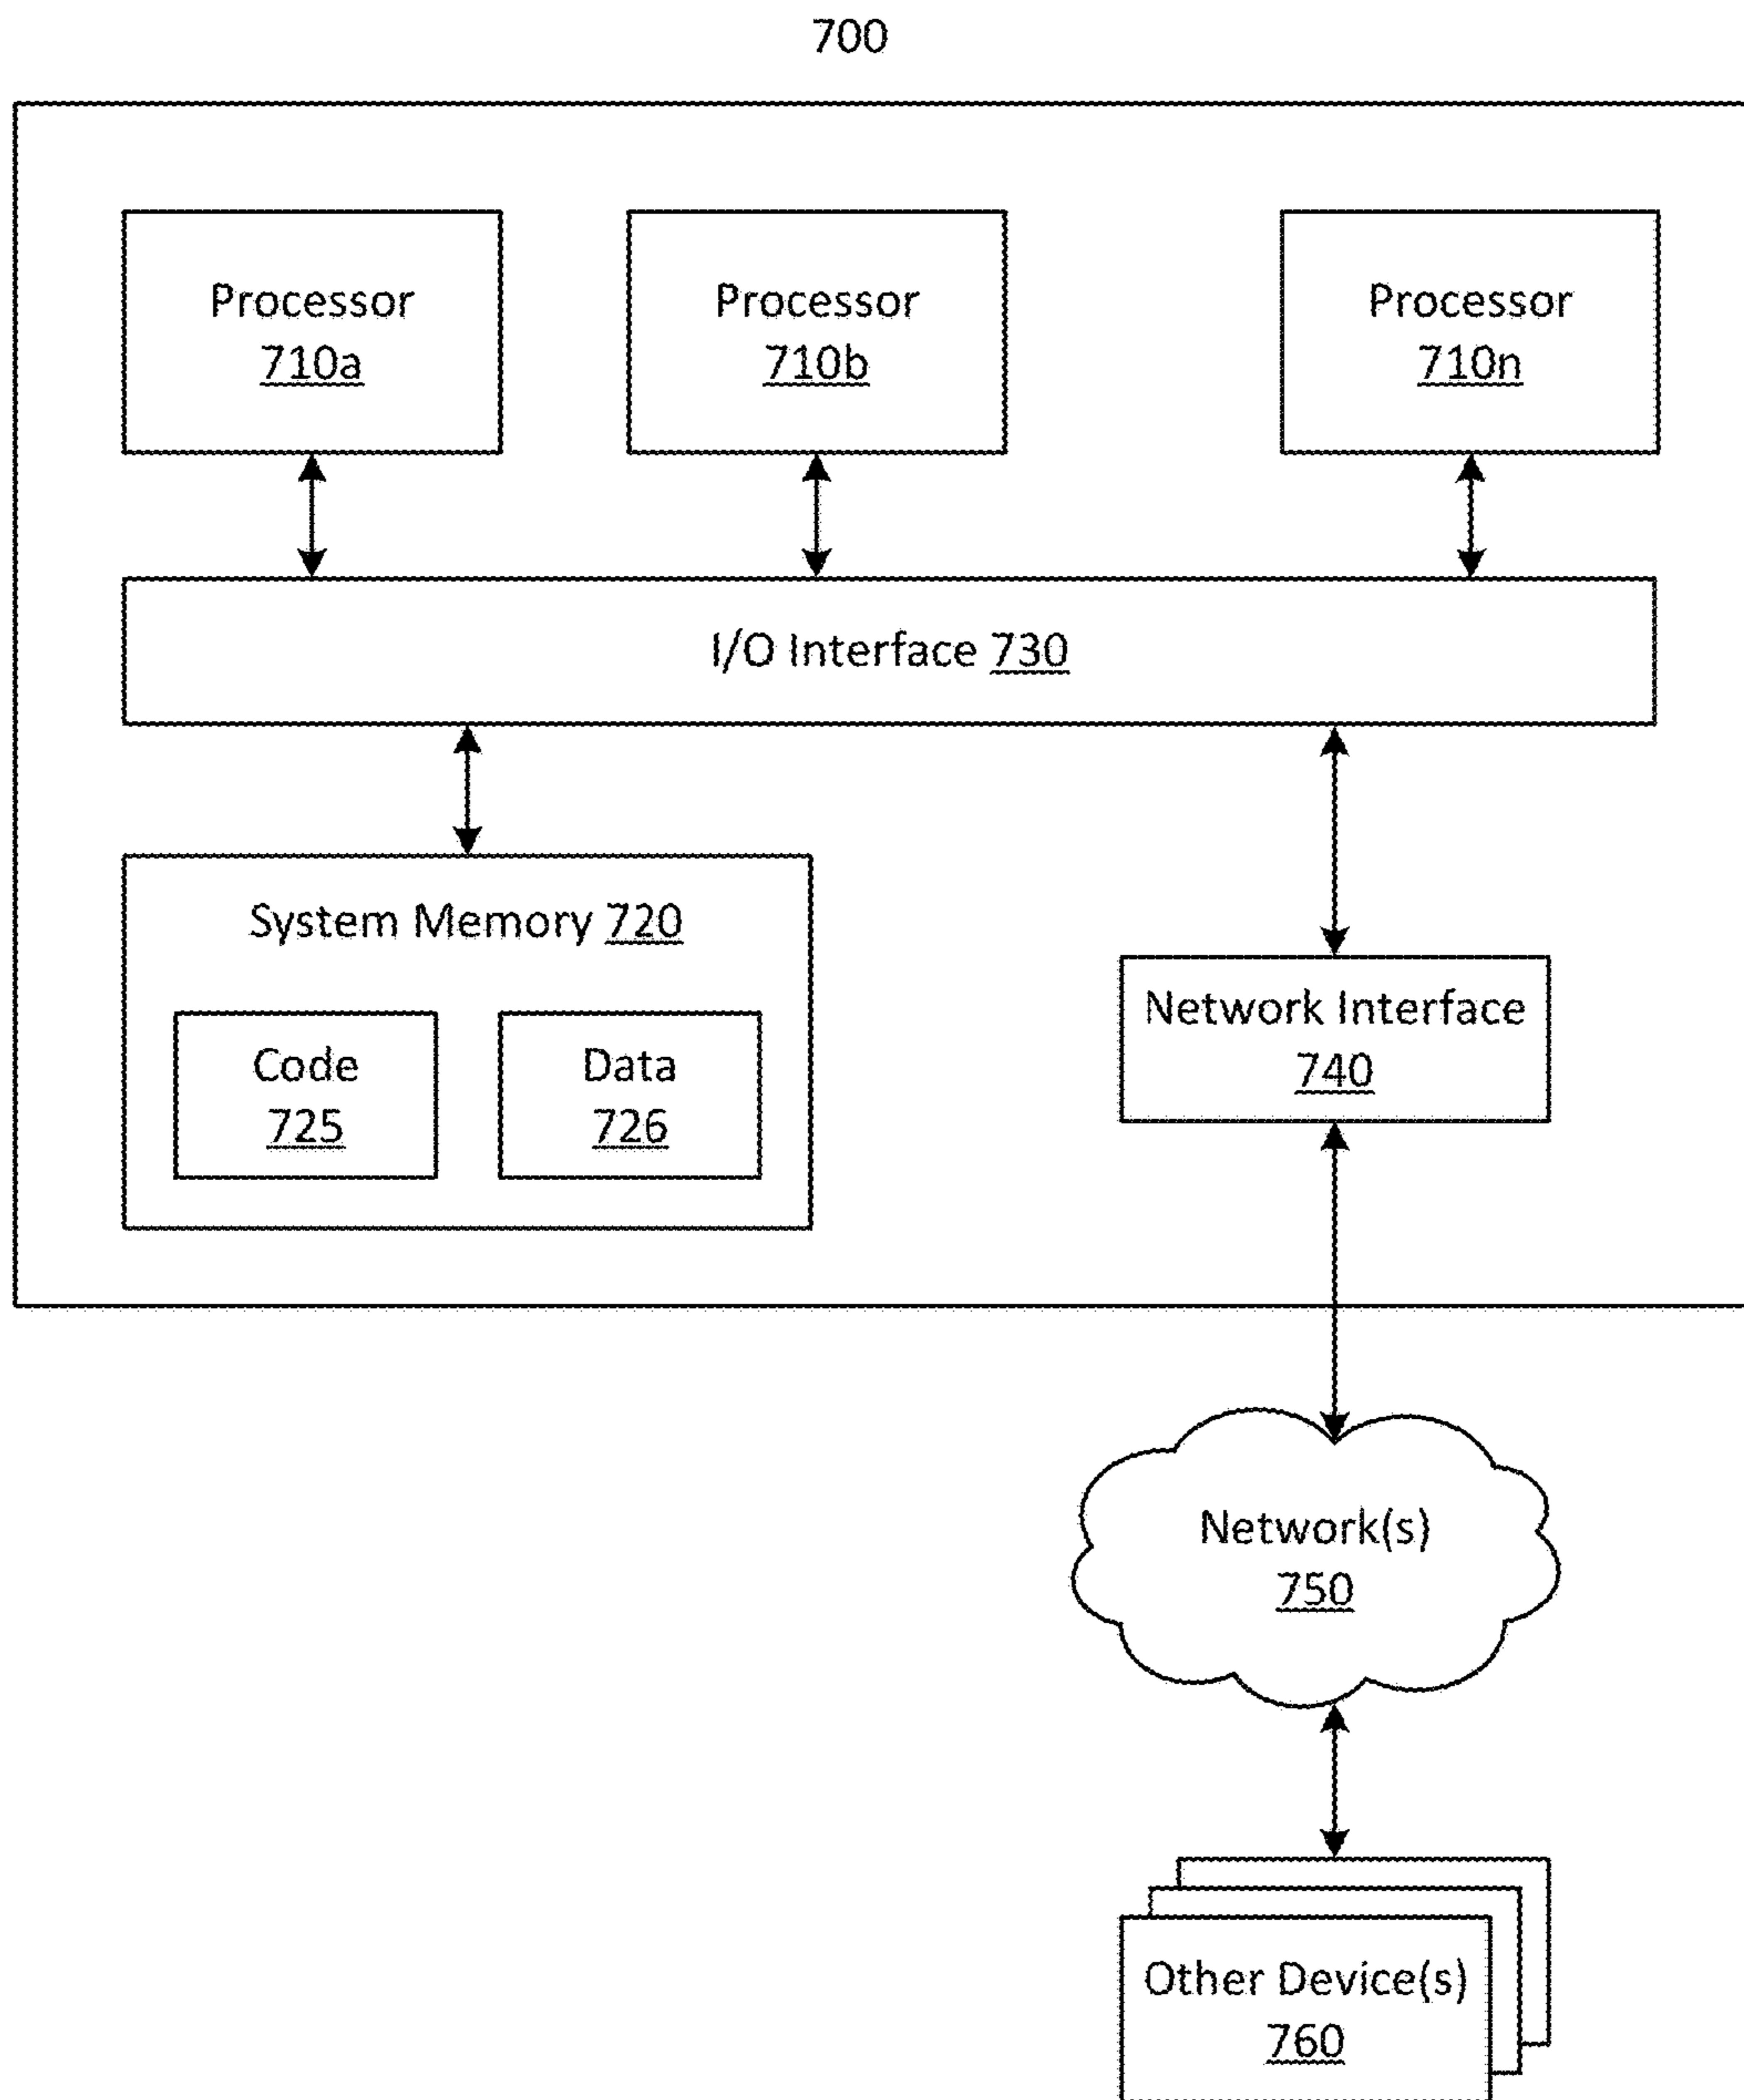 700
Processor
710a
Processor
710b
Processor
710n
I/O Interface 730
System Memory 720
Code
725
Data
726
Network Interface
740
Network(s)
750
Other Device(s)
760